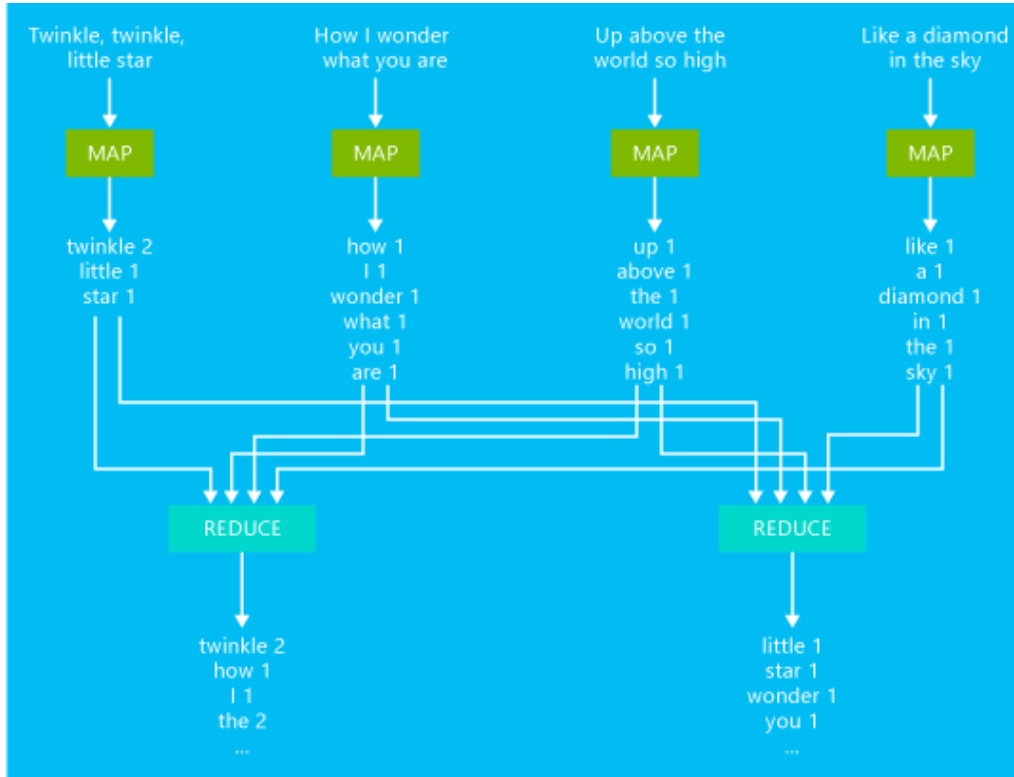 Twinkle, twinkle,
little star
How I wonder
what you are
Up above the
world so high
Like a diamond
in the sky
MAP
MAP
MAP
MAP
twinkle 2
little 1
star 1
how 1
I 1
wonder 1
what 1
you 1
are 1
up 1
above 1
the 1
world 1
so 1
high 1
like 1
a 1
diamond 1
in 1
the 1
sky 1
REDUCE
REDUCE
twinkle 2
how 1
I 1
the 2
...
little 1
star 1
wonder 1
you 1
...